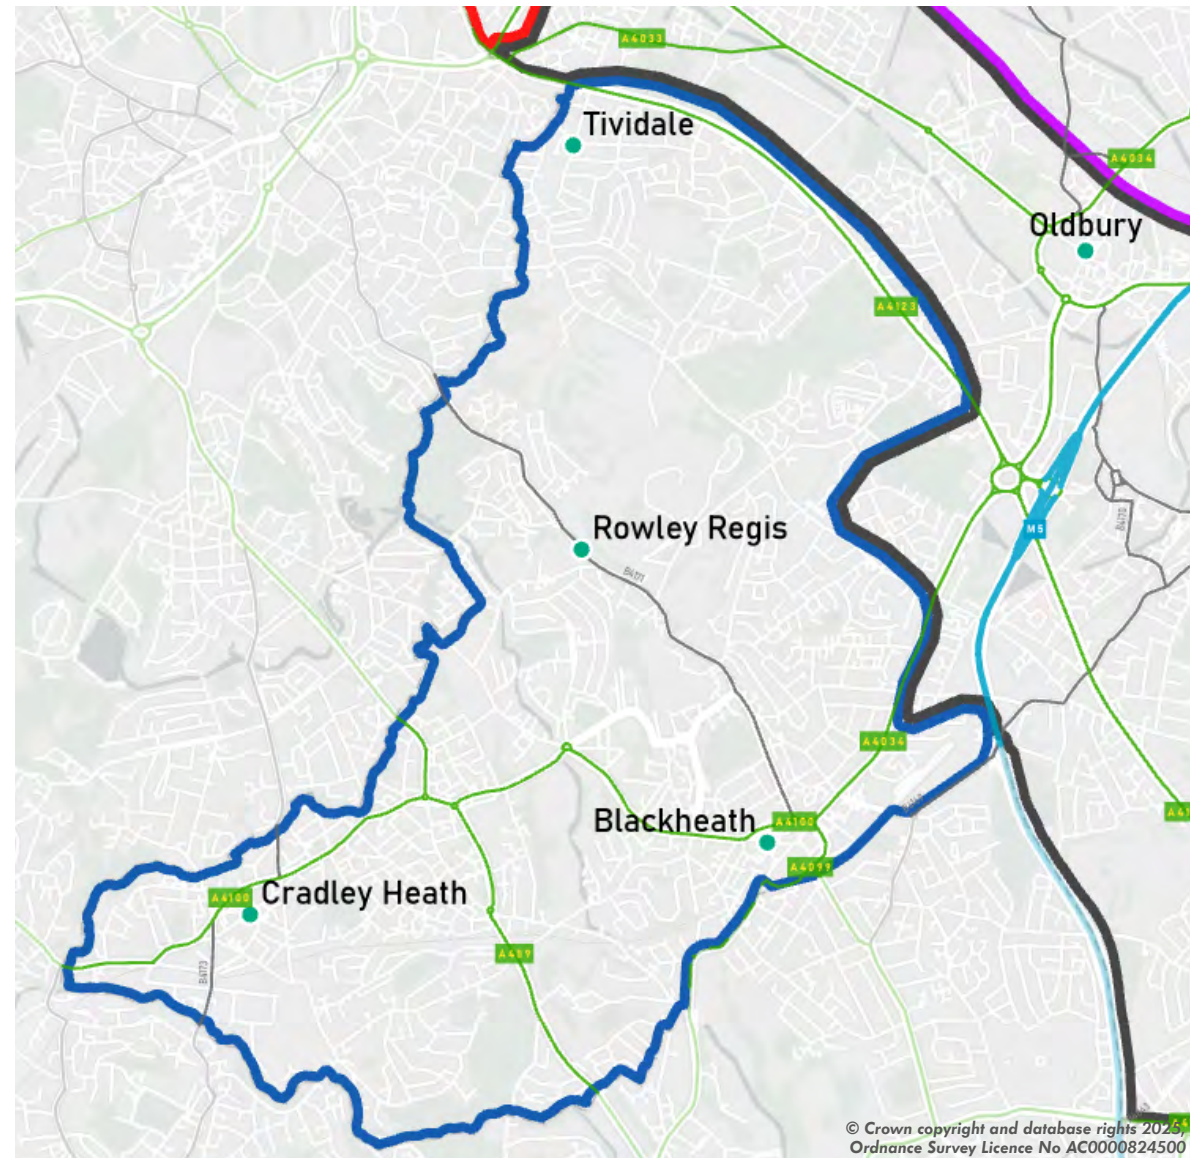 A4033
Tividale
A4034
Oldbury
A4123
Rowley Regis
M5
B4171
A4034
Blackheath
A4100
A4099
Cradley Heath
A4100
A459
B4173
© Crown copyright and database rights 2025,
Ordnance Survey Licence No AC0000824500